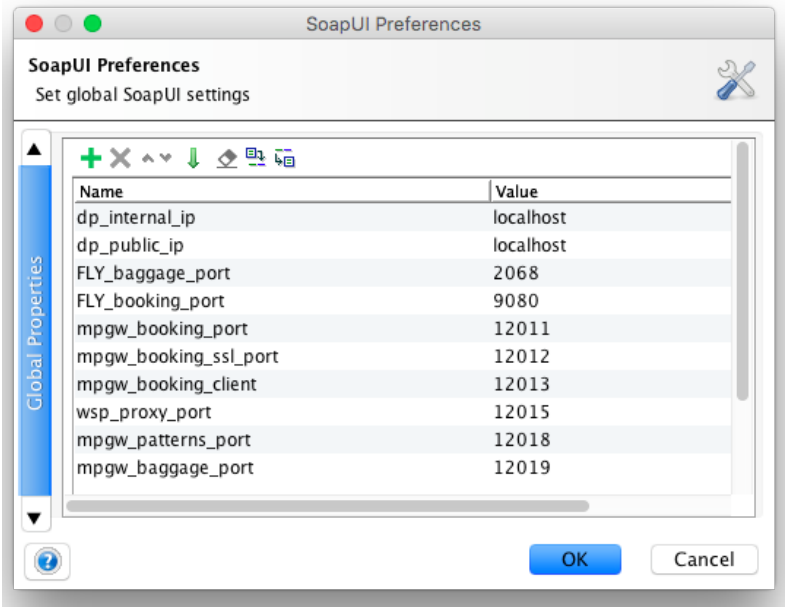 SoapUI Preferences
SoapUI Preferences
Set global SoapUI settings
Global Properties
Name Value
dp_internal_ip localhost
dp_public_ip localhost
FLY_baggage_port 2068
FLY_booking_port 9080
mpgw_booking_port 12011
mpgw_booking_ssl_port 12012
mpgw_booking_client 12013
wsp_proxy_port 12015
mpgw_patterns_port 12018
mpgw_baggage_port 12019
? OK Cancel